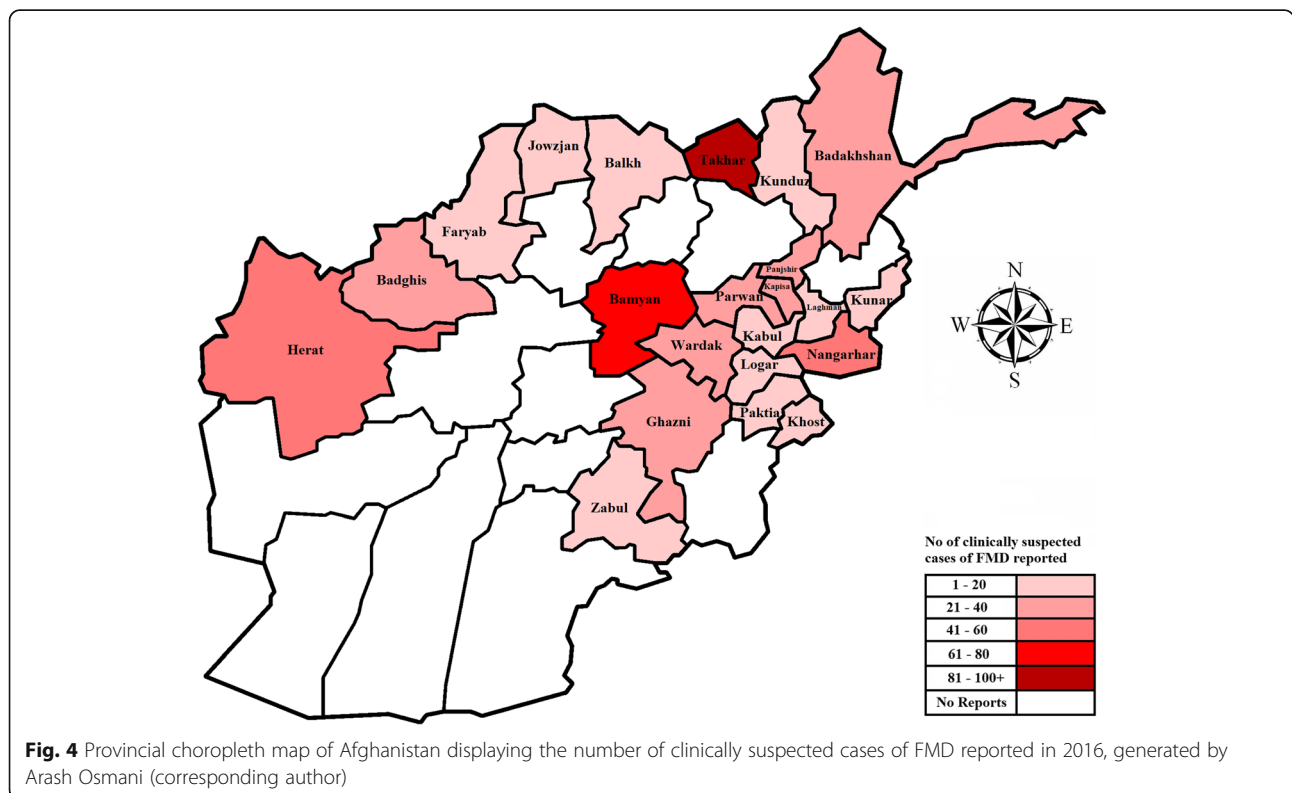 Jowzjan
Balkh
Takhar
Kunduz
Badakhshan
Faryab
Badghis
Bamyan
Panjshir
Kapisa
Parwan
Laghman
Kunar
Herat
Wardak
Kabul
Nangarhar
Logar
Ghazni
Paktia
Khost
Zabul
N
W
E
S
No of clinically suspected
cases of FMD reported
1 - 20
21 - 40
41 - 60
61 - 80
81 - 100+
No Reports
Fig. 4 Provincial choropleth map of Afghanistan displaying the number of clinically suspected cases of FMD reported in 2016, generated by
Arash Osmani (corresponding author)